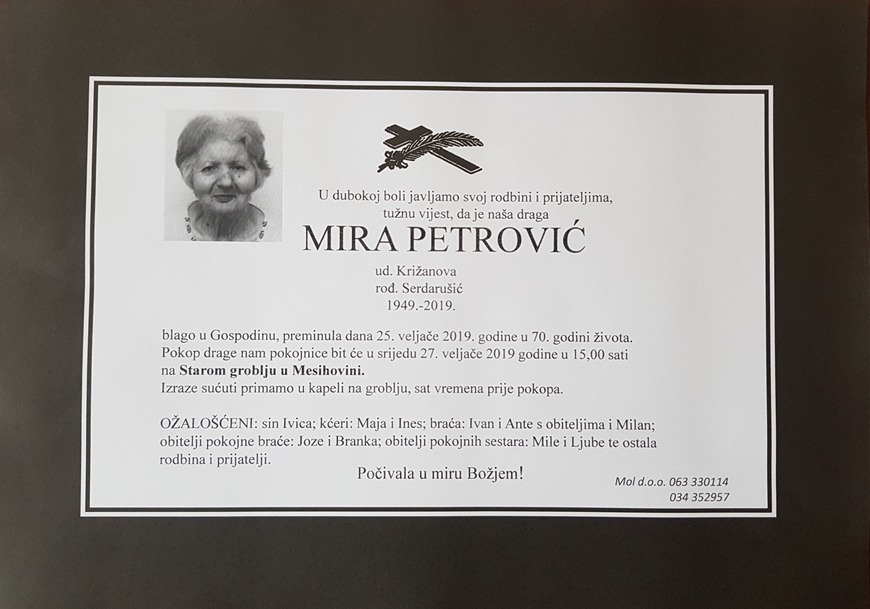 U dubokoj boli javljamo svoj rodbini i prijateljima,
tužnu vijest, da je naša draga
MIRA PETROVIĆ
ud. Križanova
rođ. Serdarušić
1949.-2019.
blago u Gospodinu, preminula dana 25. veljače 2019. godine u 70. godini života.
Pokop drage nam pokojnice bit će u srijedu 27. veljače 2019 godine u 15,00 sati
na Starom groblju u Mesihovini.
Izraze sućuti primamo u kapeli na groblju, sat vremena prije pokopa.
OŽALOŠĆENI: sin Ivica; kćeri: Maja i Ines; braća: Ivan i Ante s obiteljima i Milan;
obitelji pokojne braće: Joze i Branka; obitelji pokojnih sestara: Mile i Ljube te ostala
rodbina i prijatelji.
Počivala u miru Božjem!
Mol d.o.o. 063 330114
034 352957